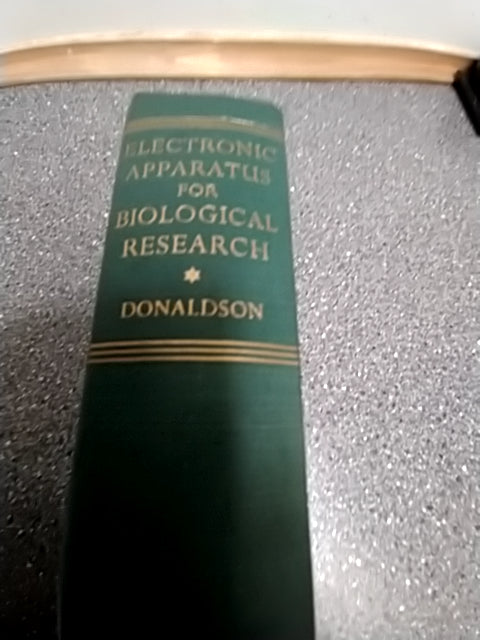 ELECTRONIC
APPARATUS
FOR
BIOLOGICAL
RESEARCH
DONALDSON